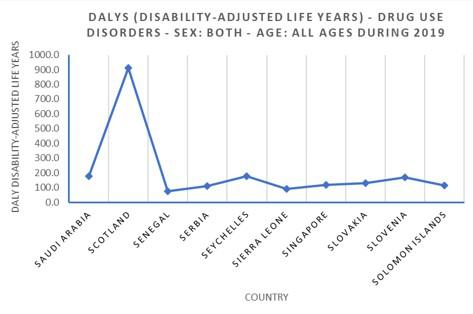 DALYS (DISABILITY-ADJUSTED LIFE YEARS) - DRUG USE
DISORDERS - SEX: BOTH - AGE: ALL AGES DURING 2019
DALY DISABILITY-ADJUSTED LIFE YEARS
1000.0
900.0
800.0
700.0
600.0
500.0
400.0
300.0
200.0
100.0
0.0
SAUDI ARABIA
SCOTLAND
SENEGAL
SERBIA
SEYCHELLES
SIERRA LEONE
SINGAPORE
SLOVAKIA
SLOVENIA
SOLOMON ISLANDS
COUNTRY